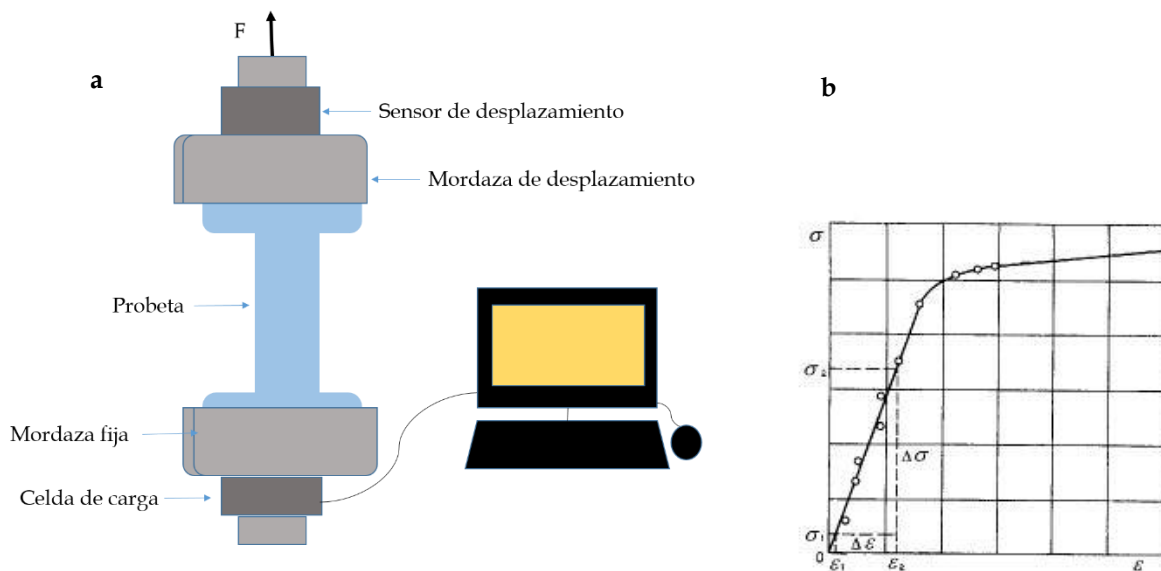 F
a
Sensor de desplazamiento
Mordaza de desplazamiento
Probeta
Mordaza fija
Celda de carga
b
σ
σ₂
Δσ
σ₁
Δε
0
ε₁
ε₂
ε